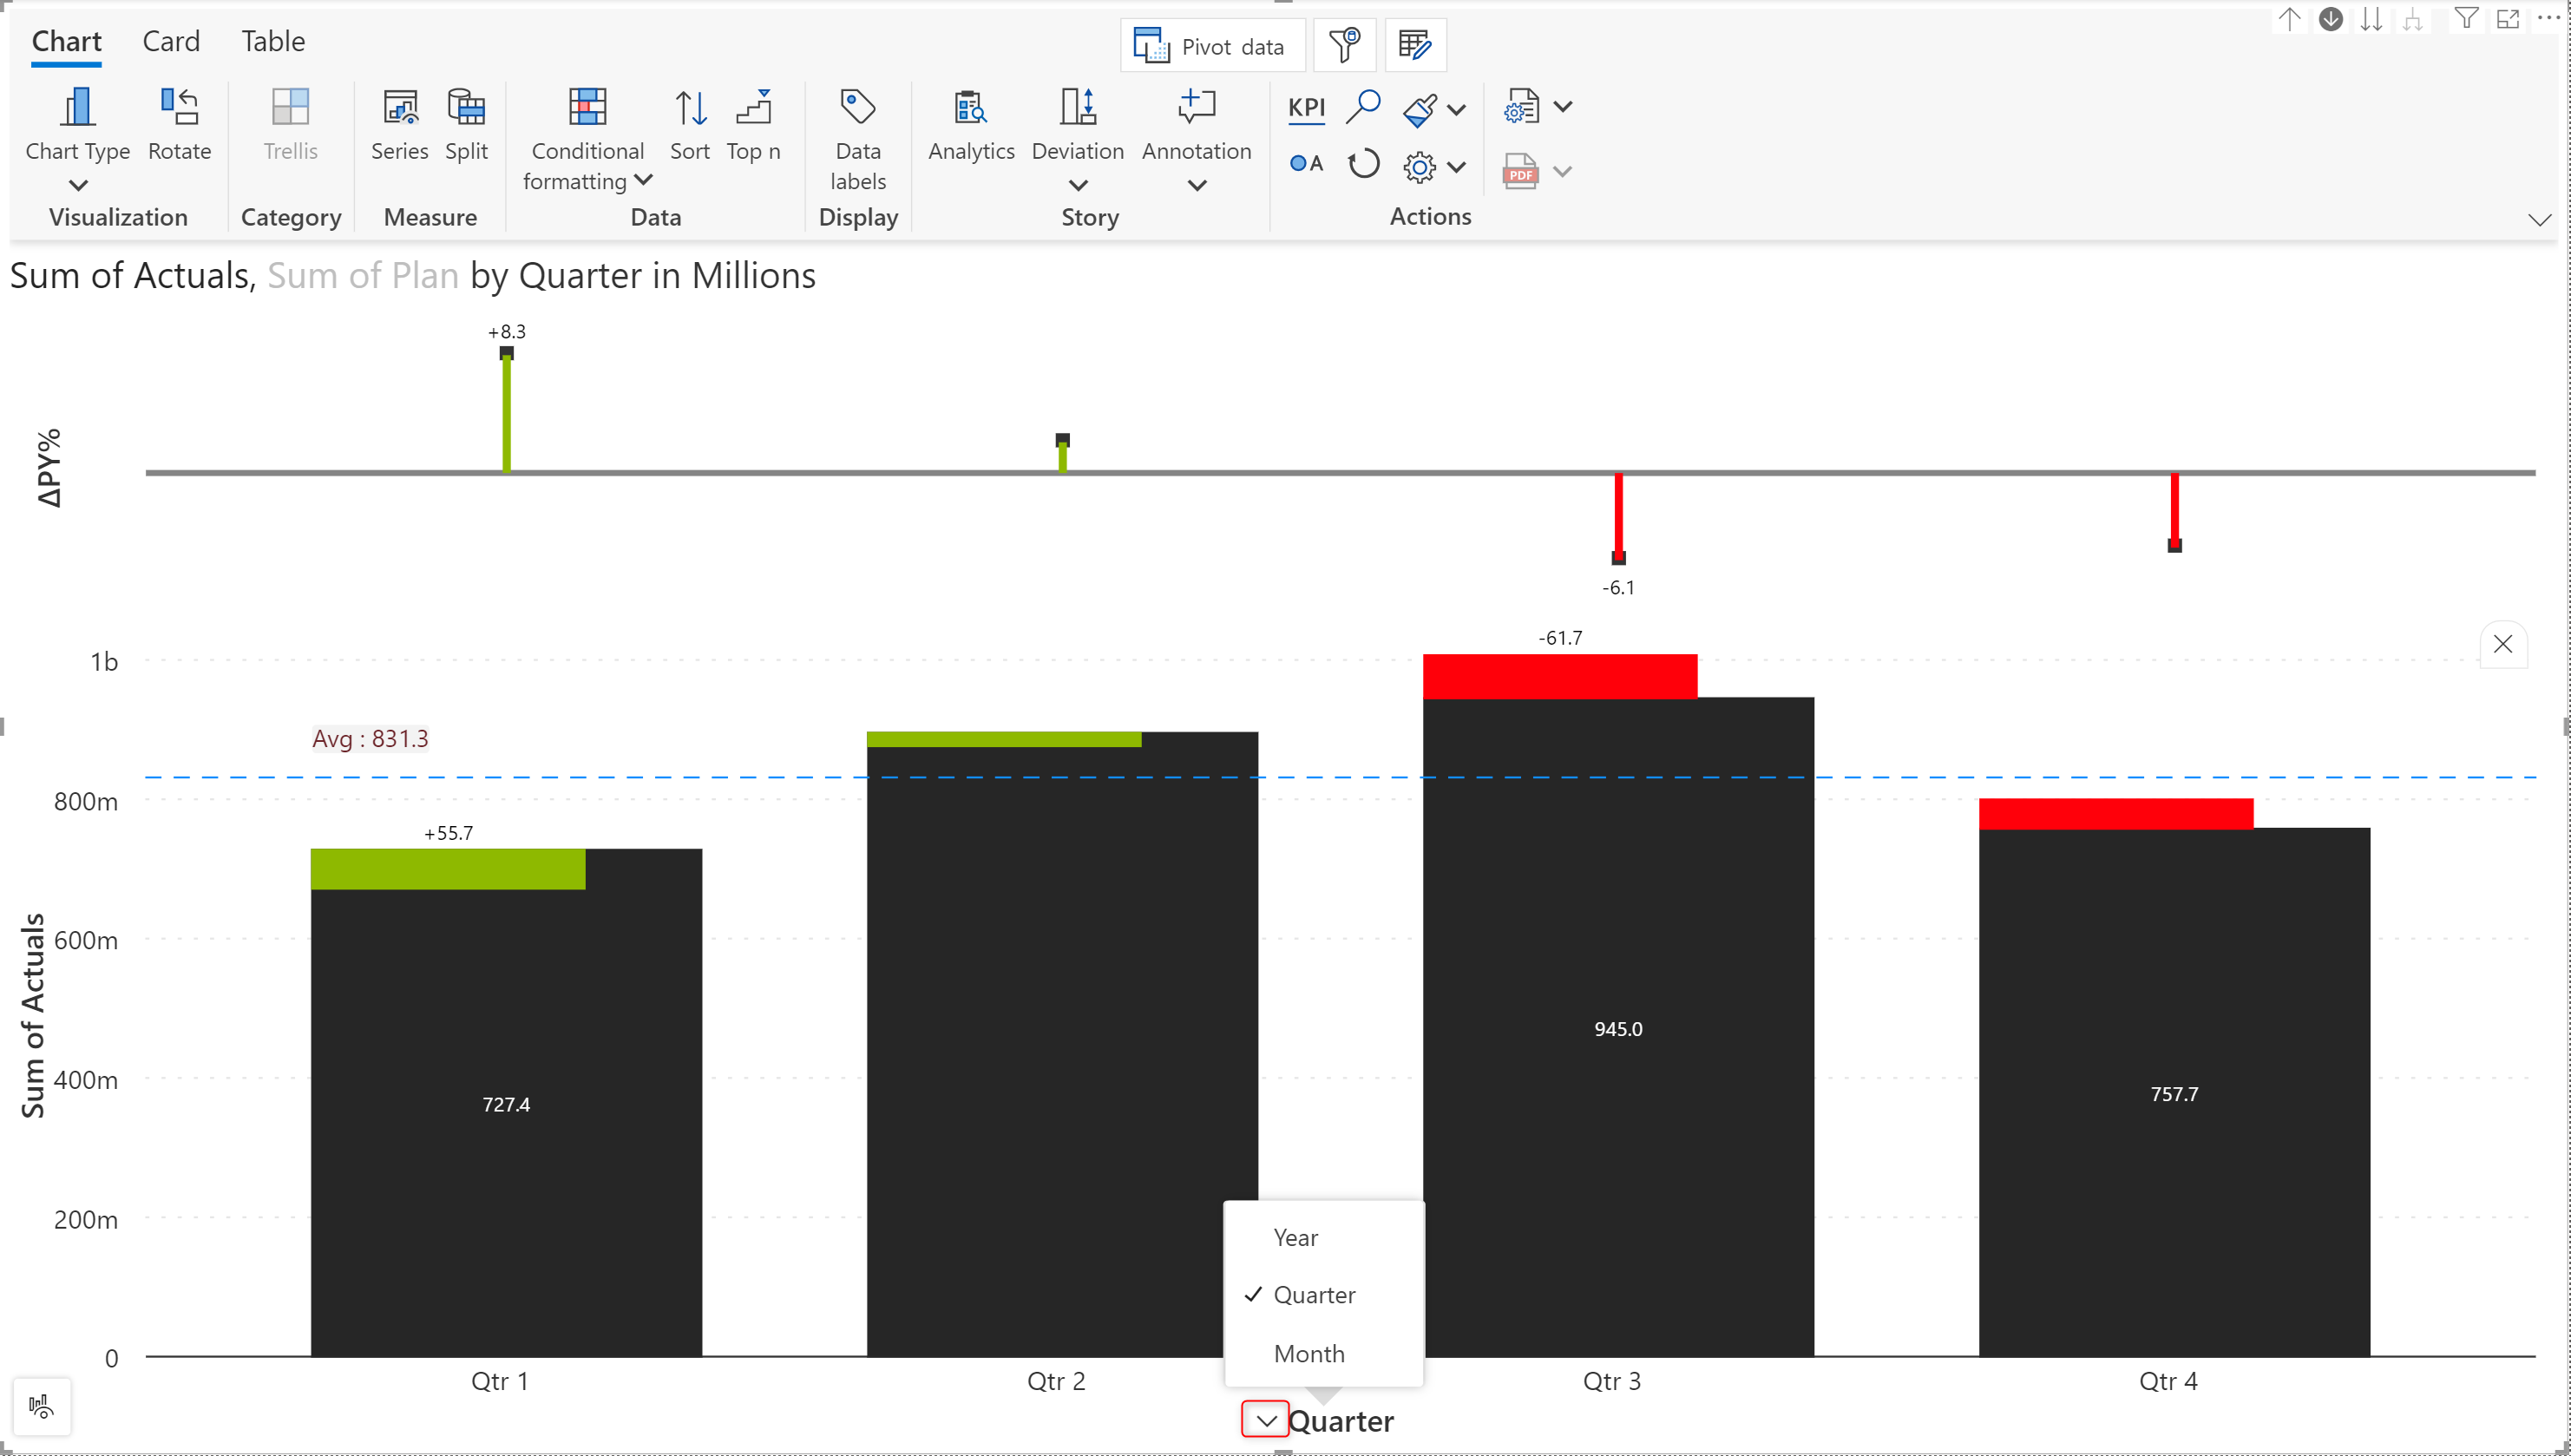 Chart Card Table
Pivot data
Chart Type Rotate Trellis Series Split Conditional formatting Sort Top n Data labels Analytics Deviation Annotation KPI
A
PDF
Visualization Category Measure Data Display Story Actions
Sum of Actuals, Sum of Plan by Quarter in Millions
+8.3
ΔPY%
-6.1
-61.7
1b
Avg : 831.3
800m
+55.7
600m
Sum of Actuals
945.0
400m
757.7
727.4
200m
Year
Quarter
Month
0
Qtr 1 Qtr 2 Qtr 3 Qtr 4
Quarter